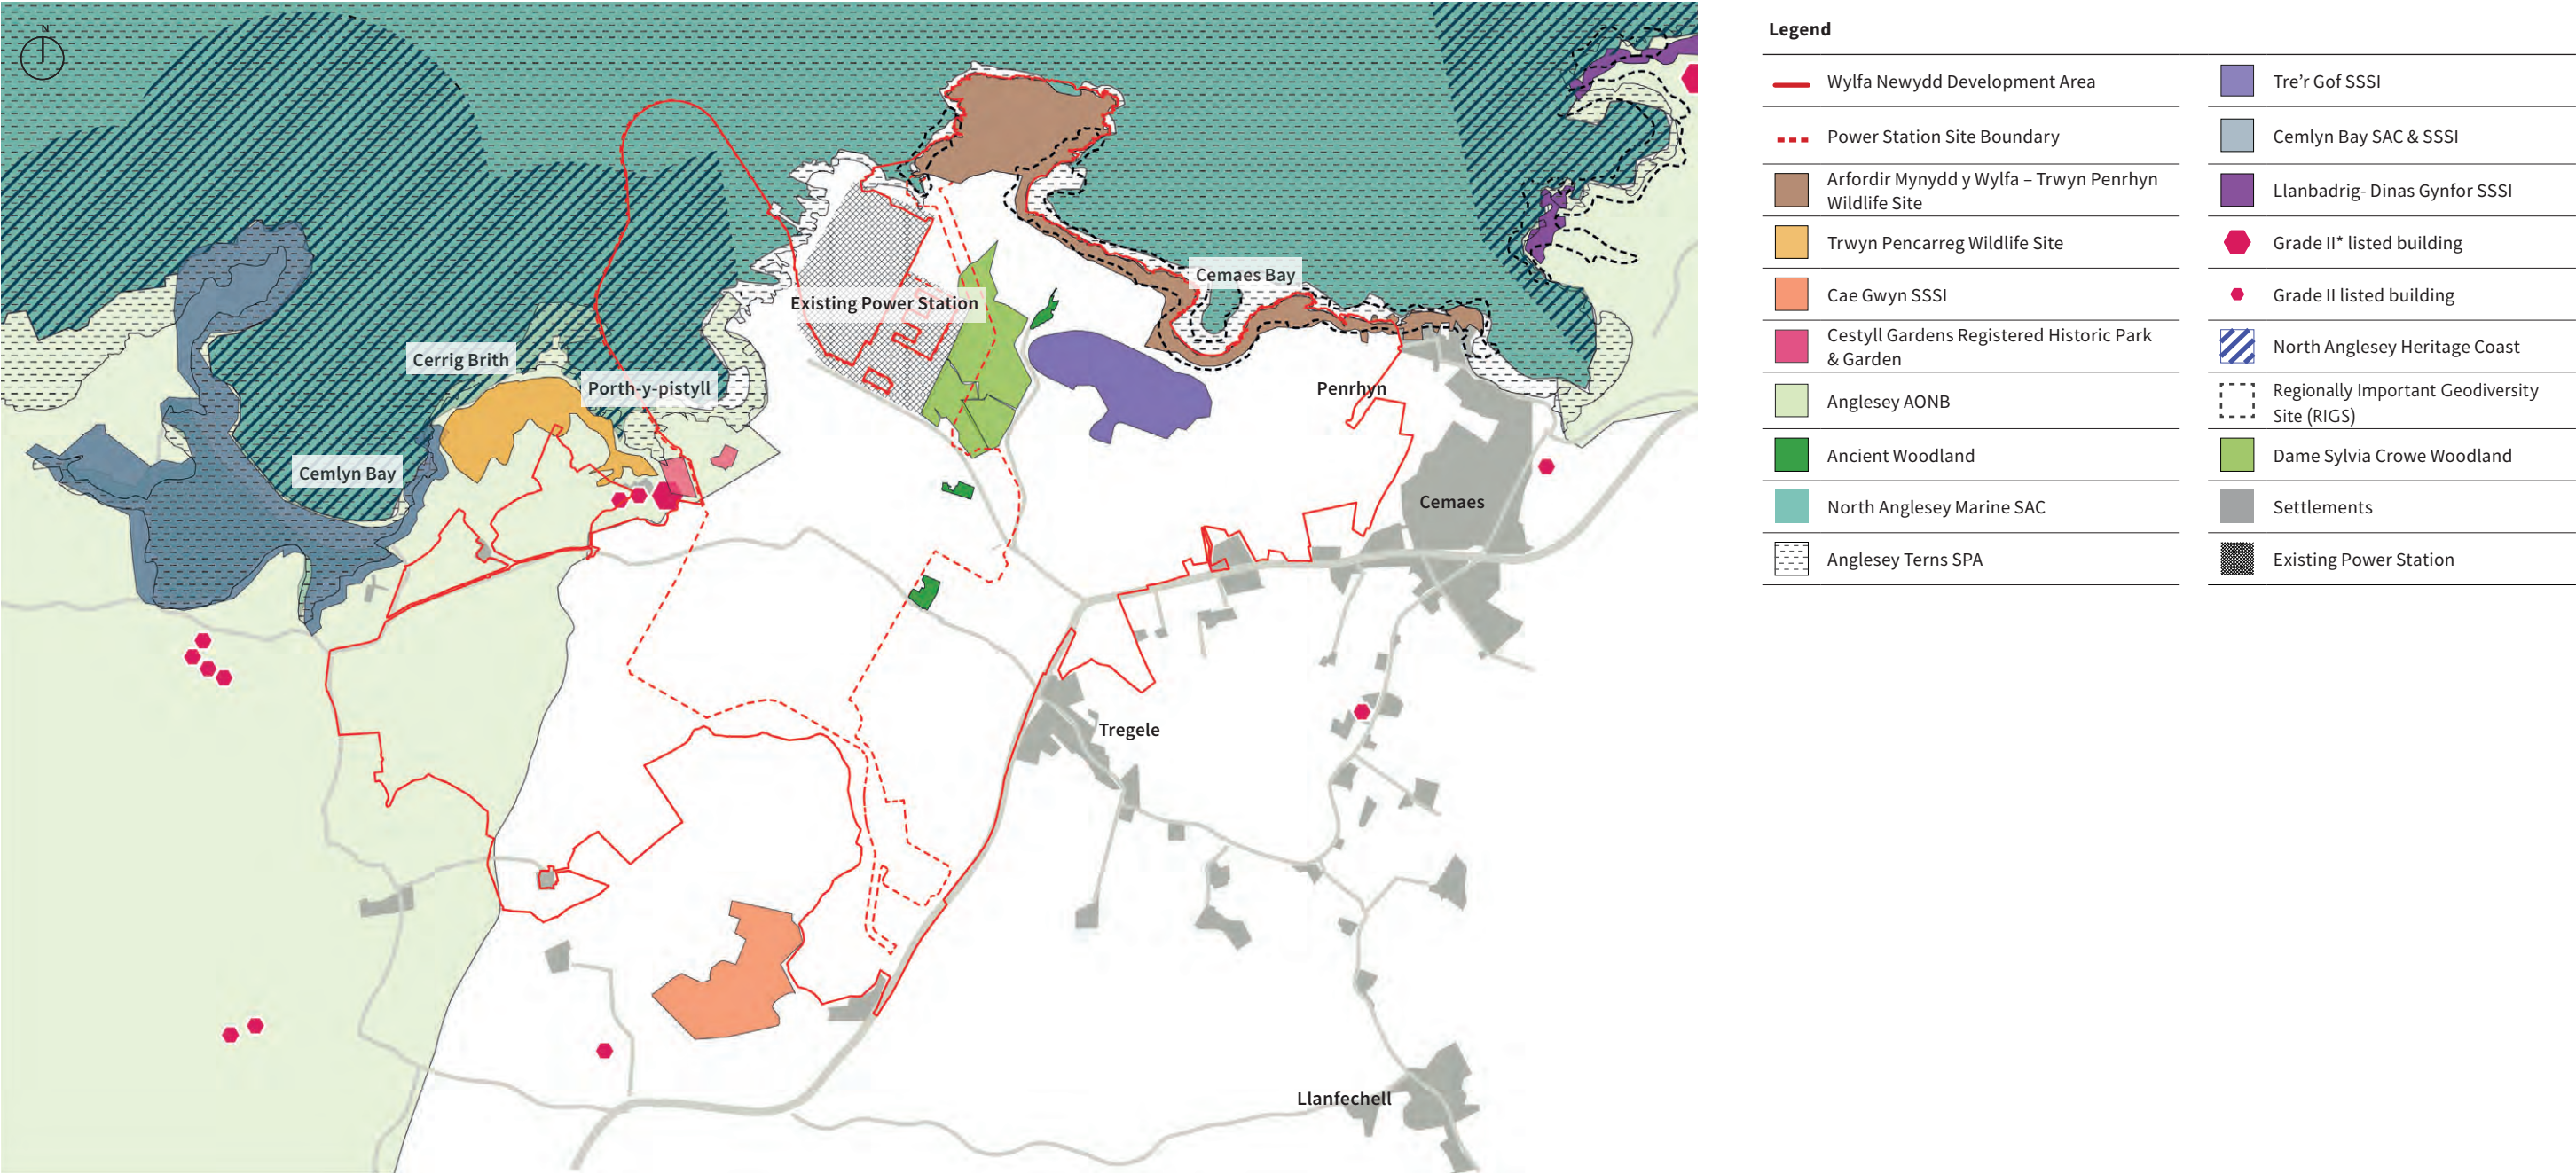 N
Cemaes Bay
Existing Power Station
Cerrig Brith
Porth-y-pistyll
Penrhyn
Cemlyn Bay
Cemaes
Tregele
Llanfechell
Legend
Wylfa Newydd Development Area
Power Station Site Boundary
Arfordir Mynydd y Wylfa – Trwyn Penrhyn
Wildlife Site
Trwyn Pencarreg Wildlife Site
Cae Gwyn SSSI
Cestyll Gardens Registered Historic Park
& Garden
Anglesey AONB
Ancient Woodland
North Anglesey Marine SAC
Anglesey Terns SPA
Tre’r Gof SSSI
Cemlyn Bay SAC & SSSI
Llanbadrig- Dinas Gynfor SSSI
Grade II* listed building
Grade II listed building
North Anglesey Heritage Coast
Regionally Important Geodiversity
Site (RIGS)
Dame Sylvia Crowe Woodland
Settlements
Existing Power Station